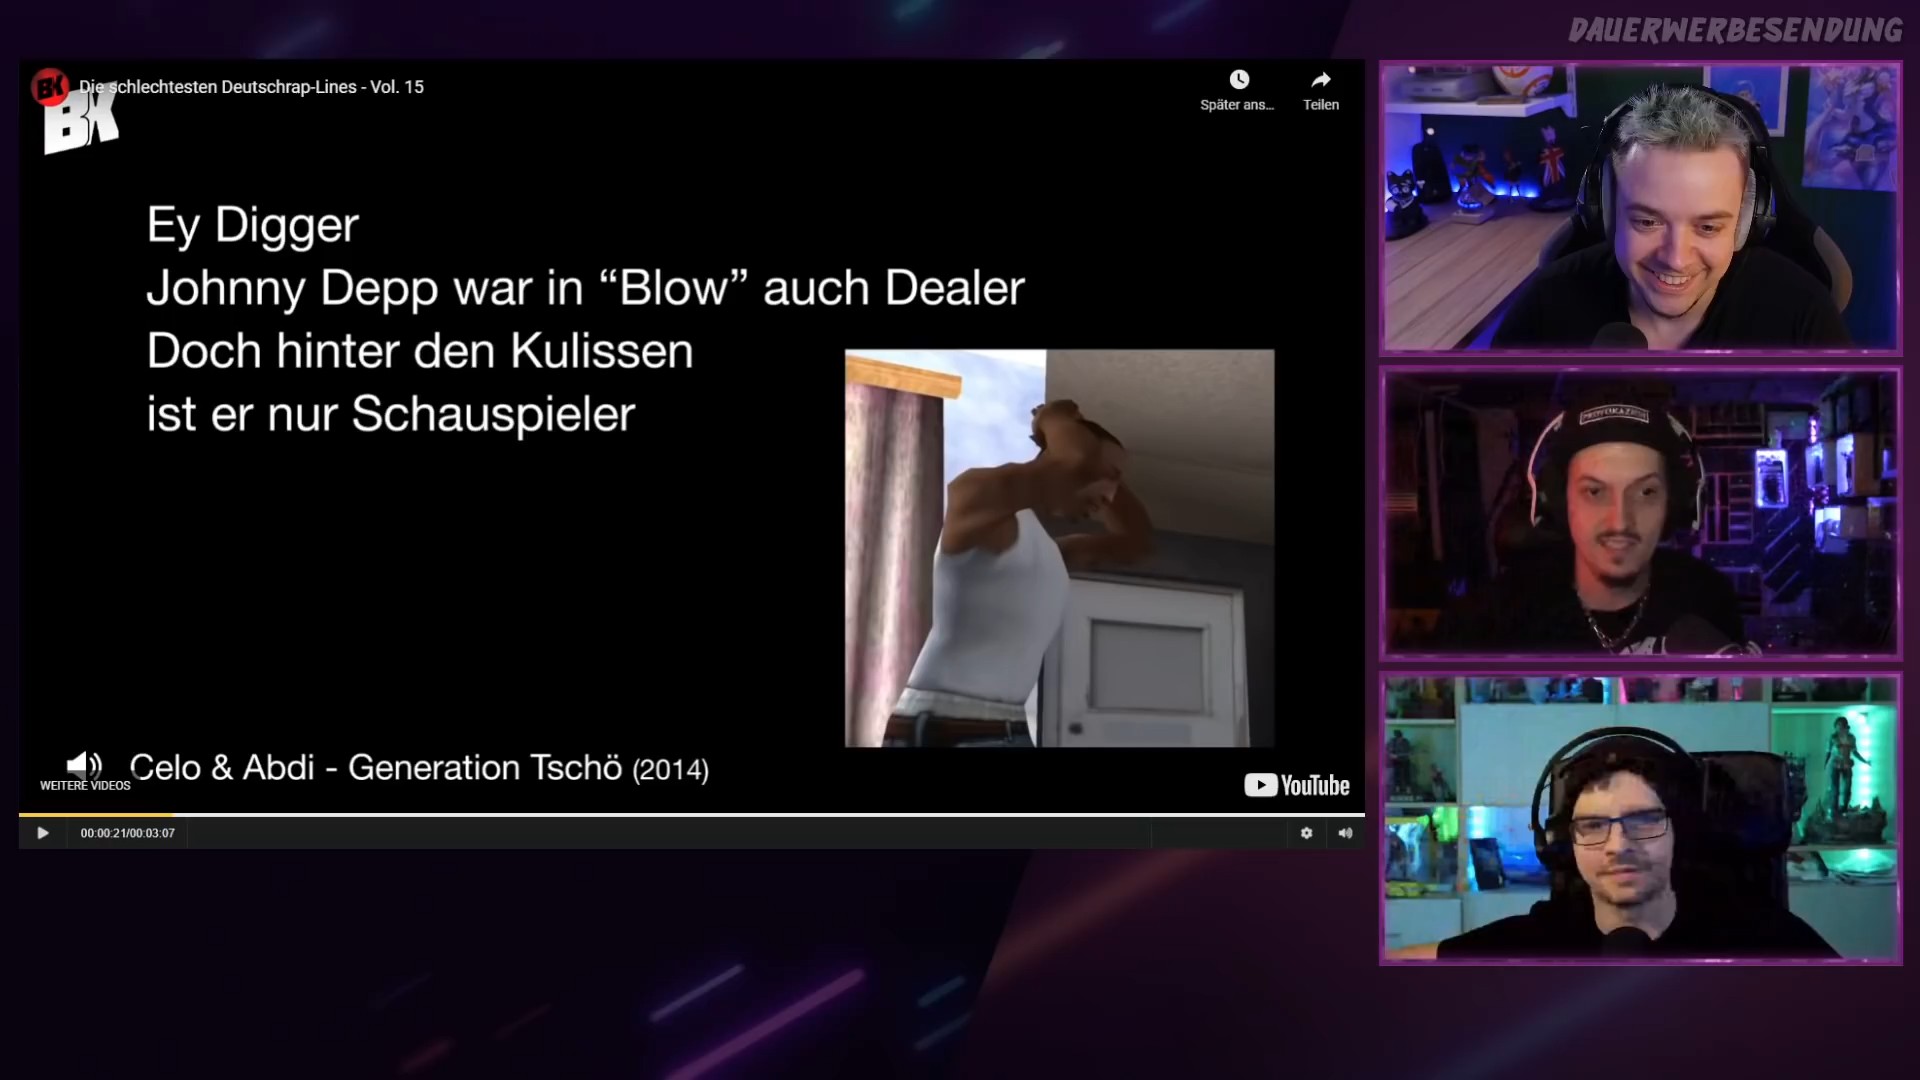 DAUERWERBESENDUNG
BK
Die schlechtesten Deutschrap-Lines - Vol. 15
Später ans...
Teilen
BK
Ey Digger
Johnny Depp war in “Blow” auch Dealer
Doch hinter den Kulissen
ist er nur Schauspieler
Celo & Abdi - Generation Tschö (2014)
WEITERE VIDEOS
YouTube
00:00:21/00:03:07